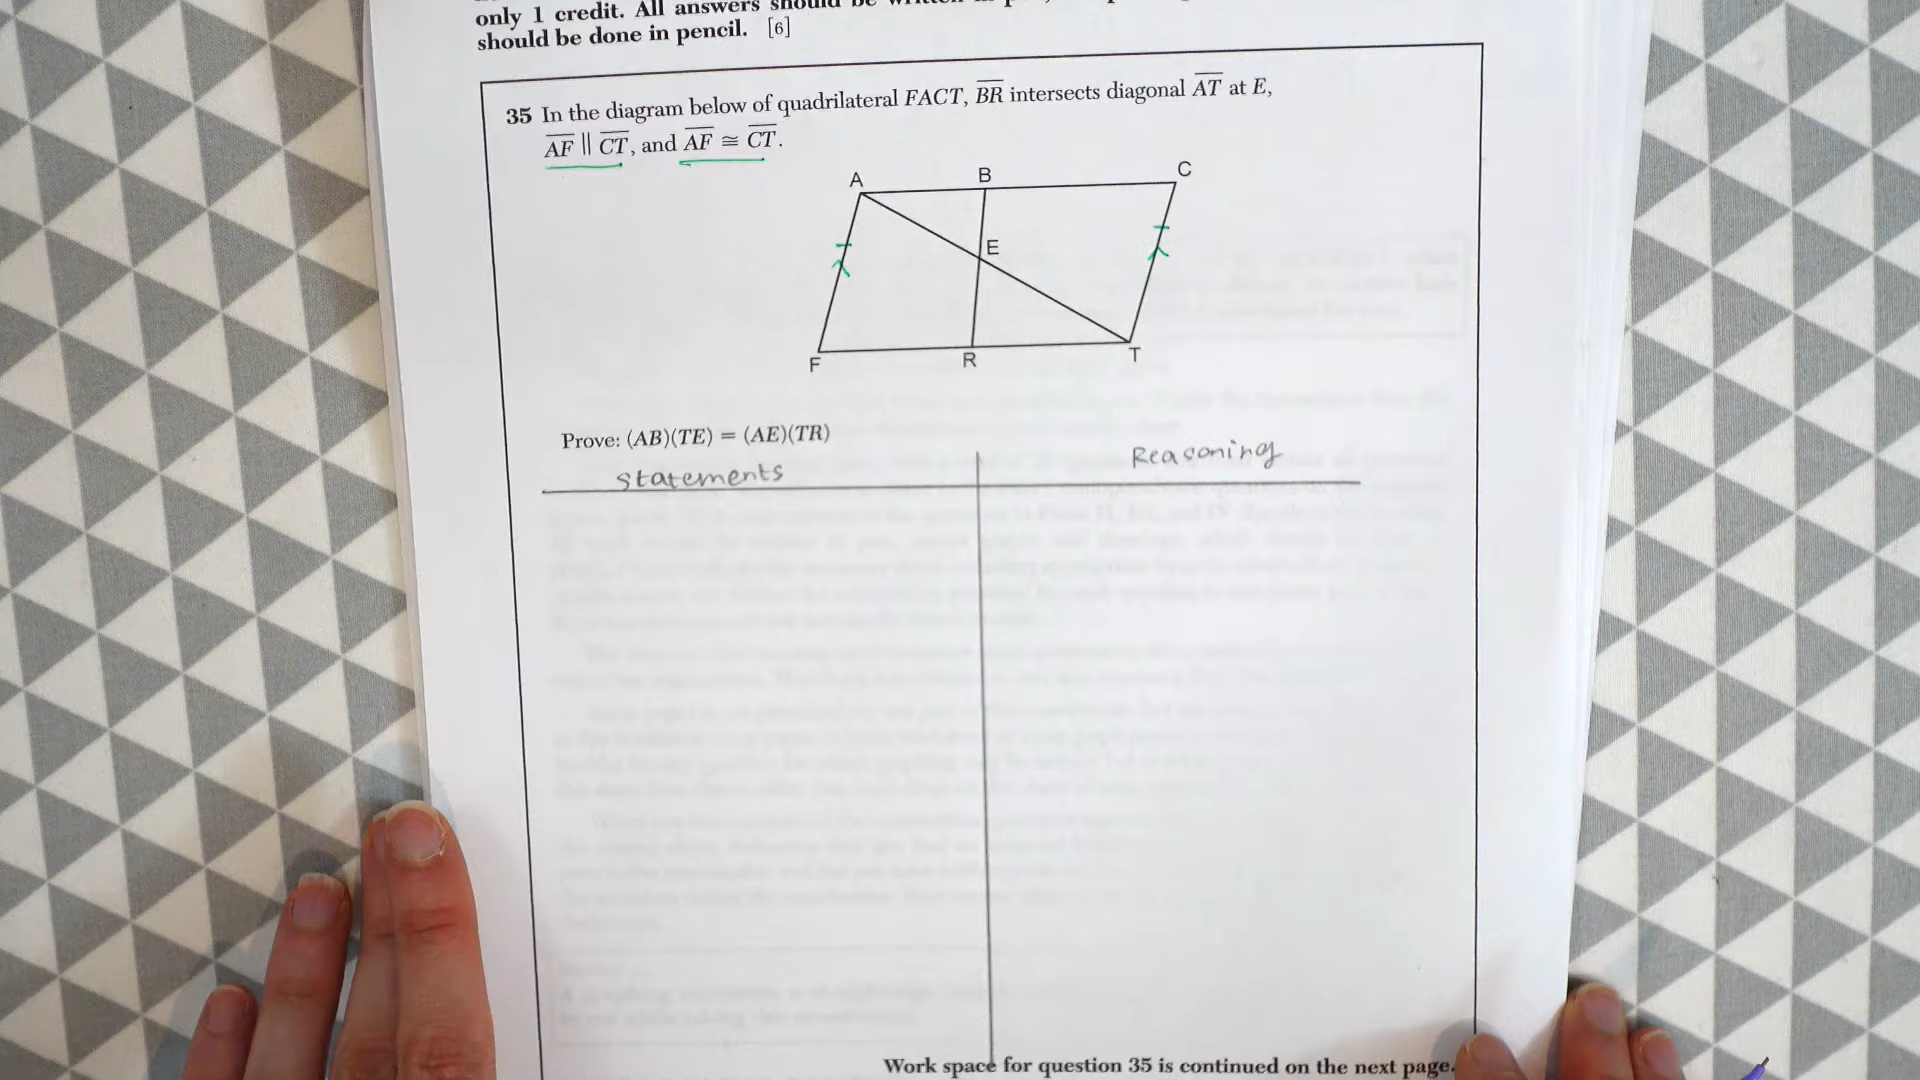 only 1 credit. All answers should be written in
should be done in pencil. [6]
35 In the diagram below of quadrilateral FACT, BR intersects diagonal AT at E,
AF ∥ CT, and AF ≅ CT.
A B C
E
F R T
Prove: (AB)(TE) = (AE)(TR)
Statements Reasoning
Work space for question 35 is continued on the next page.